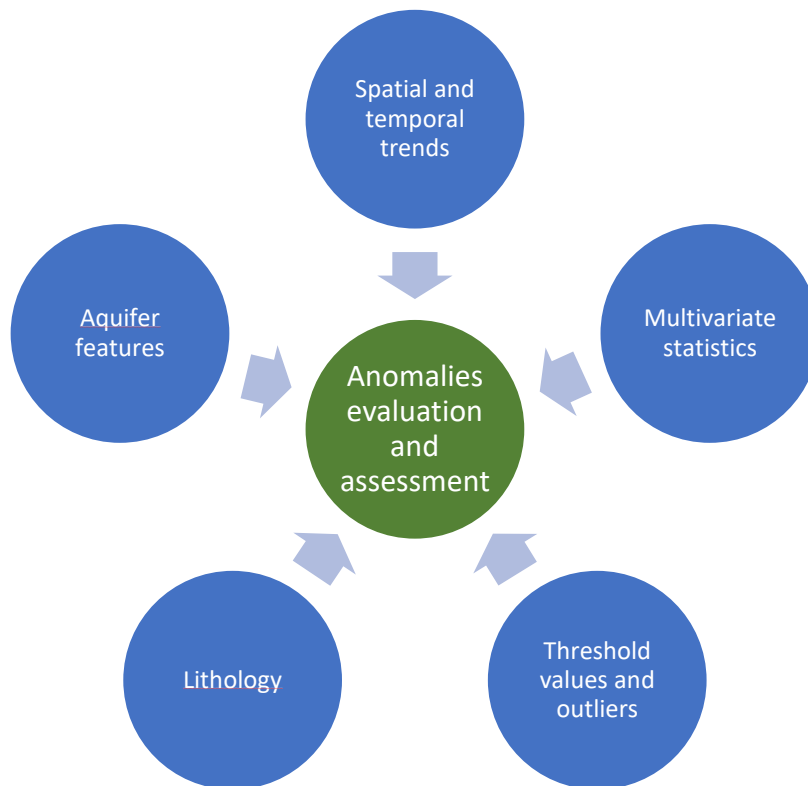 Spatial and
temporal
trends
Aquifer
features
Multivariate
statistics
Anomalies
evaluation
and
assessment
Lithology
Threshold
values and
outliers